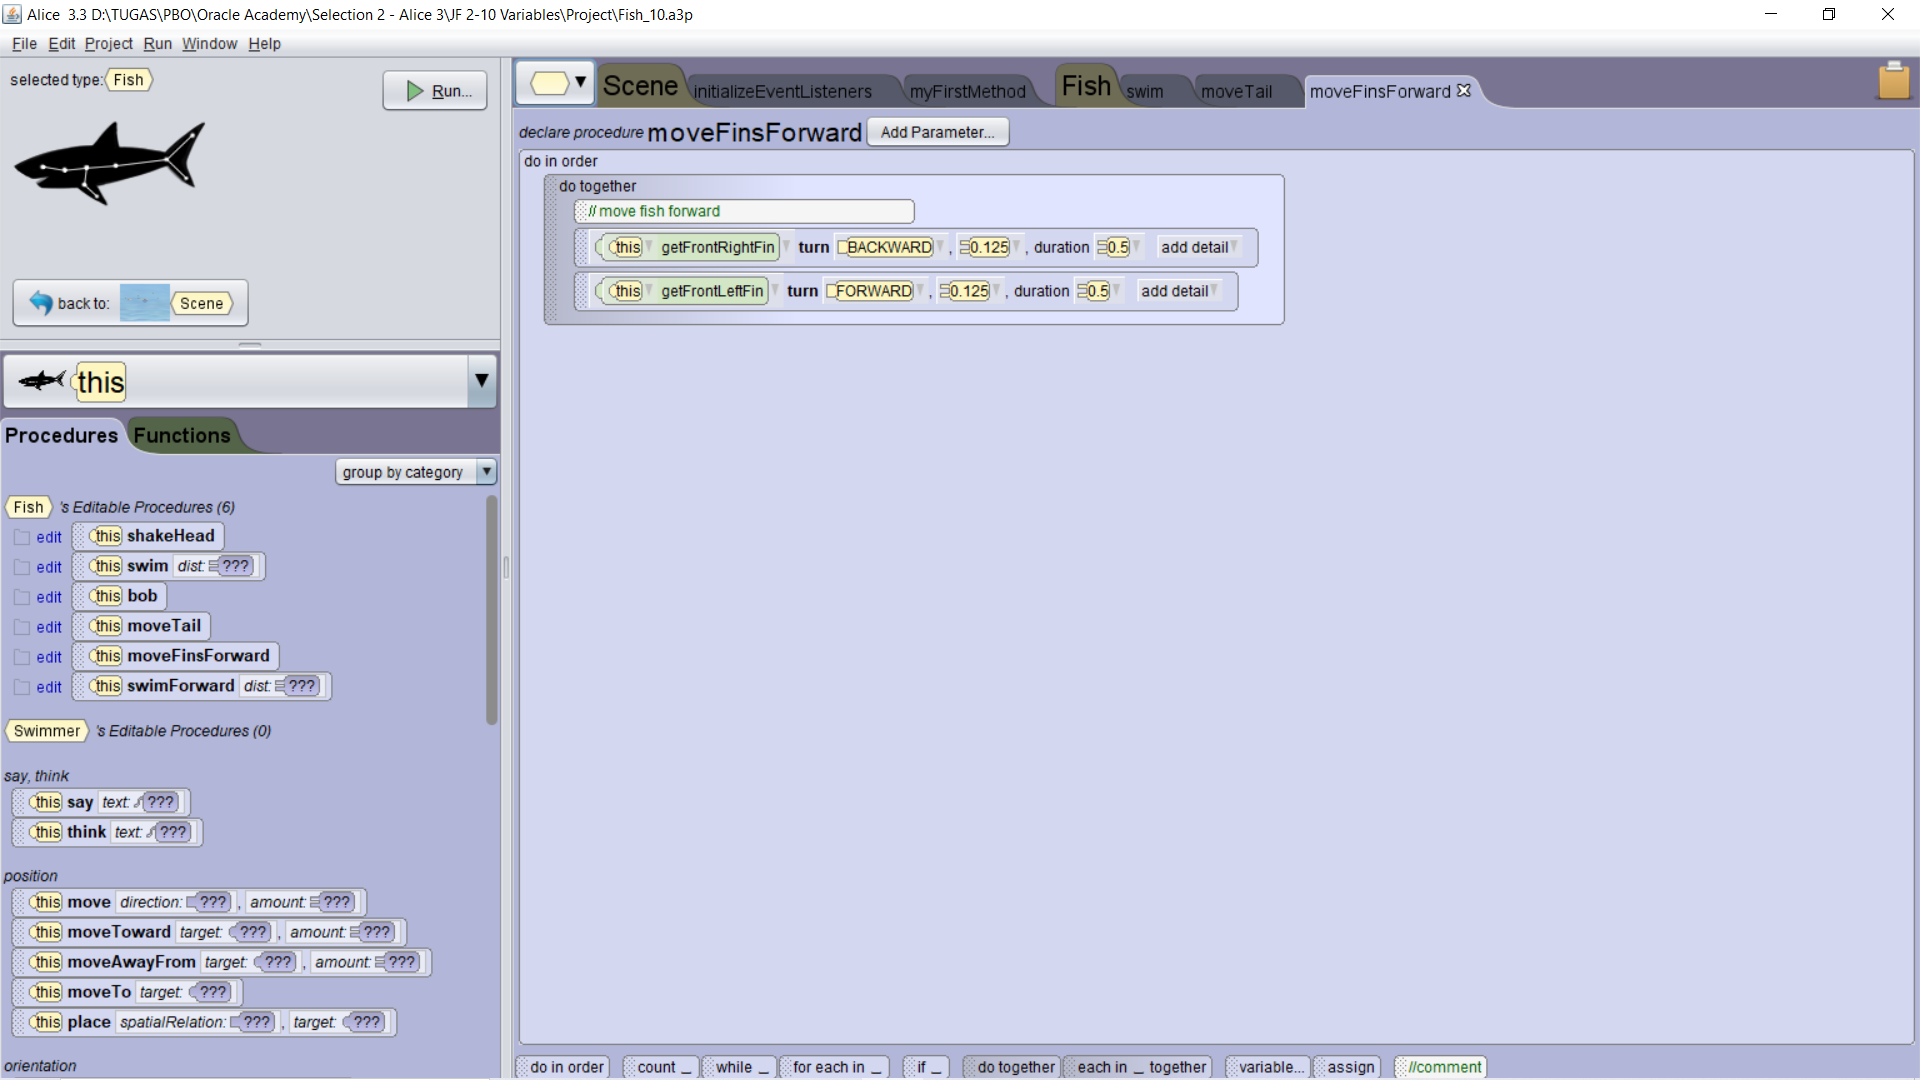 Alice 3.3 D:\TUGAS\PBO\Oracle Academy\Selection 2 - Alice 3\JF 2-10 Variables\Project\Fish_10.a3p
File Edit Project Run Window Help
selected type: Fish
Run...
back to: Scene
this
Procedures Functions
group by category
Fish 's Editable Procedures (6)
edit this shakeHead
edit this swim dist: ???
edit this bob
edit this moveTail
edit this moveFinsForward
edit this swimForward dist: ???
Swimmer 's Editable Procedures (0)
say, think
this say text: ???
this think text: ???
position
this move direction: ??? , amount: ???
this moveToward target: ??? , amount: ???
this moveAwayFrom target: ??? , amount: ???
this moveTo target: ???
this place spatialRelation: ??? , target: ???
orientation
Scene initializeEventListeners myFirstMethod Fish swim moveTail moveFinsForward
declare procedure moveFinsForward Add Parameter...
do in order
do together
// move fish forward
this getFrontRightFin turn BACKWARD , 0.125 , duration 0.5 add detail
this getFrontLeftFin turn FORWARD , 0.125 , duration 0.5 add detail
do in order count _ while _ for each in _ if _ do together each in _ together variable... assign //comment